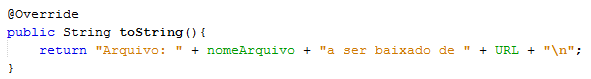 @Override
public String toString(){
return "Arquivo: " + nomeArquivo + "a ser baixado de " + URL + "\n";
}